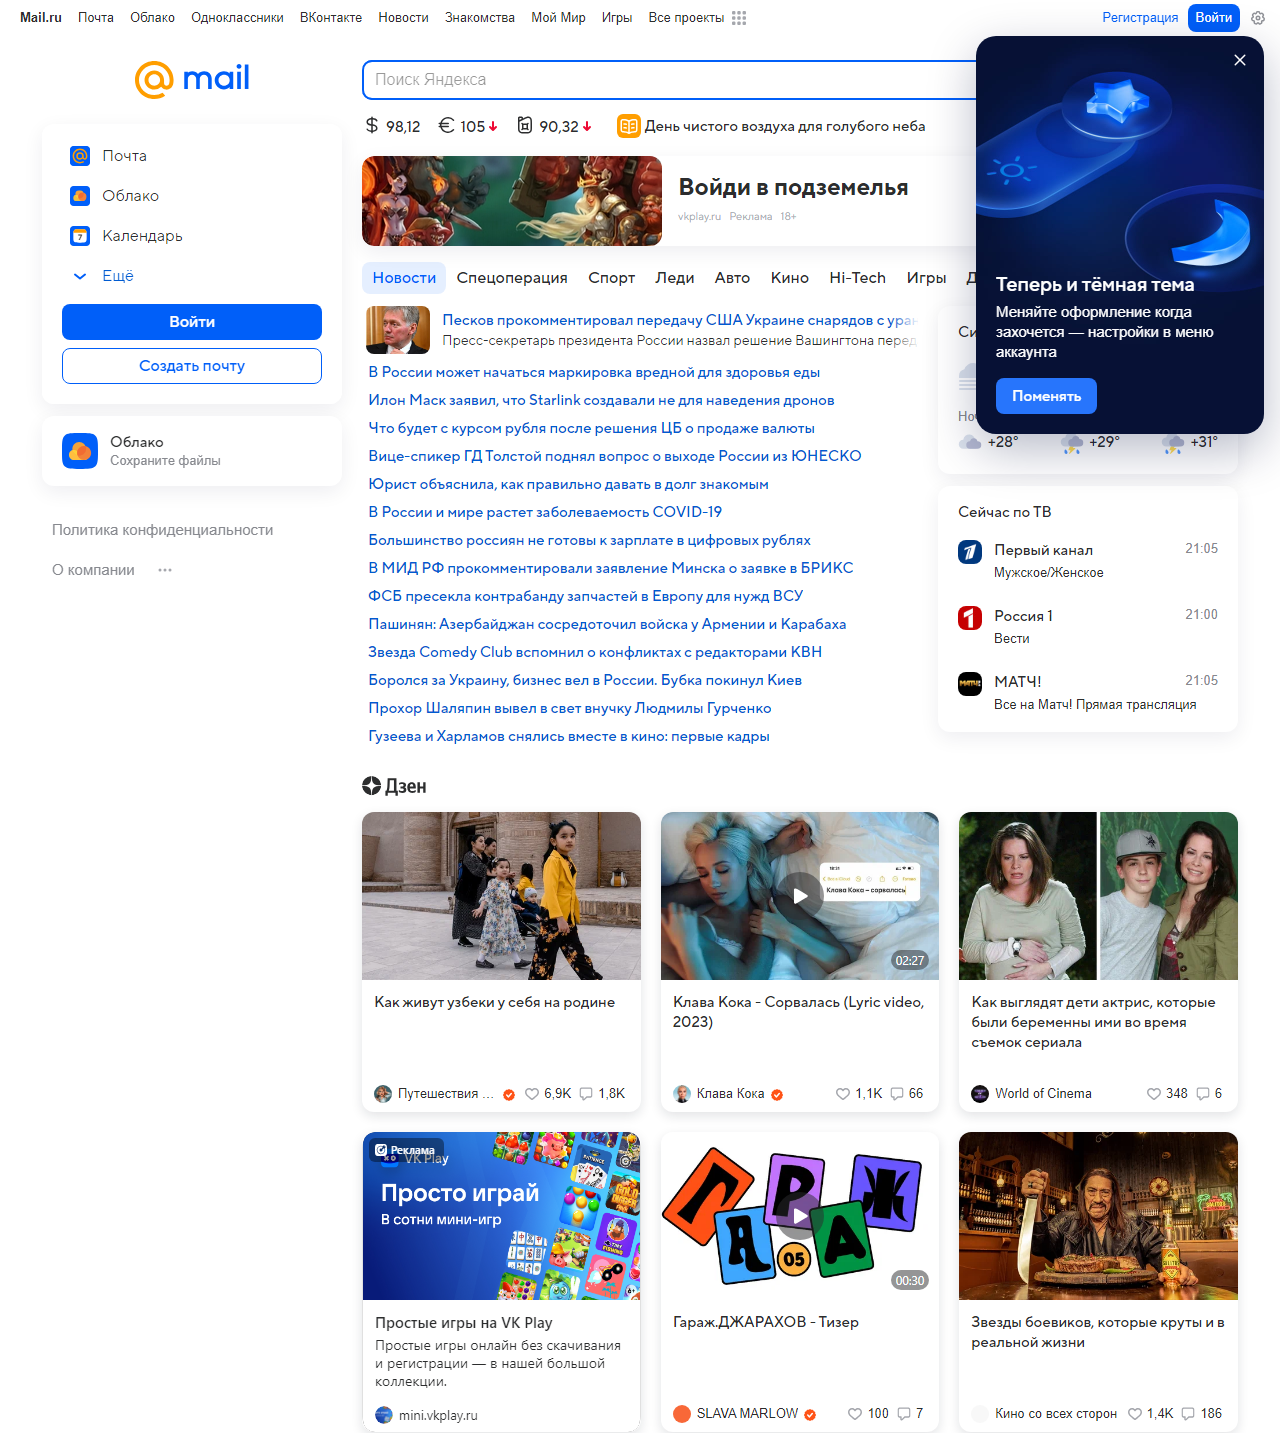 Mail.ru Почта Облако Одноклассники ВКонтакте Новости Знакомства Мой Мир Игры Все проекты Регистрация Войти
@mail
Поиск Яндекса
98,12 105 90,32 День чистого воздуха для голубого неба
Почта
Облако
Календарь
Ещё
Войти
Создать почту
Облако
Сохраните файлы
Политика конфиденциальности
О компании
Войди в подземелья
vkplay.ru Реклама 18+
Новости Спецоперация Спорт Леди Авто Кино Hi-Tech Игры
Песков прокомментировал передачу США Украине снарядов с
Пресс-секретарь президента России назвал решение Вашингтона
В России может начаться маркировка вредной для здоровья еды
Илон Маск заявил, что Starlink создавали не для наведения дронов
Что будет с курсом рубля после решения ЦБ о продаже валюты
Вице-спикер ГД Толстой поднял вопрос о выходе России из ЮНЕСКО
Юрист объяснила, как правильно давать в долг знакомым
В России и мире растет заболеваемость COVID-19
Большинство россиян не готовы к зарплате в цифровых рублях
В МИД РФ прокомментировали заявление Минска о заявке в БРИКС
ФСБ пресекла контрабанду запчастей в Европу для нужд ВСУ
Пашинян: Азербайджан сосредоточил войска у Армении и Карабаха
Звезда Comedy Club вспомнил о конфликтах с редакторами КВН
Боролся за Украину, бизнес вел в России. Бубка покинул Киев
Прохор Шаляпин вывел в свет внучку Людмилы Гурченко
Гузеева и Харламов снялись вместе в кино: первые кадры
Теперь и тёмная тема
Меняйте оформление когда
захочется — настройки в меню
аккаунта
Поменять
+28° +29° +31°
Сейчас по ТВ
Первый канал 21:05
Мужское/Женское
Россия 1 21:00
Вести
МАТЧ! 21:05
Все на Матч! Прямая трансляция
Дзен
Как живут узбеки у себя на родине
Путешествия ... 6,9K 1,8K
Клава Кока – сорвалась
02:27
Клава Кока - Сорвалась (Lyric video,
2023)
Клава Кока 1,1K 66
Как выглядят дети актрис, которые
были беременны ими во время
съемок сериала
World of Cinema 348 6
Реклама
VK Play
Просто играй
В сотни мини-игр
Простые игры на VK Play
Простые игры онлайн без скачивания
и регистрации — в нашей большой
коллекции.
mini.vkplay.ru
ГАРАЖ
05
00:30
Гараж.ДЖАРАХОВ - Тизер
SLAVA MARLOW 100 7
Звезды боевиков, которые круты и в
реальной жизни
Кино со всех сторон 1,4K 186